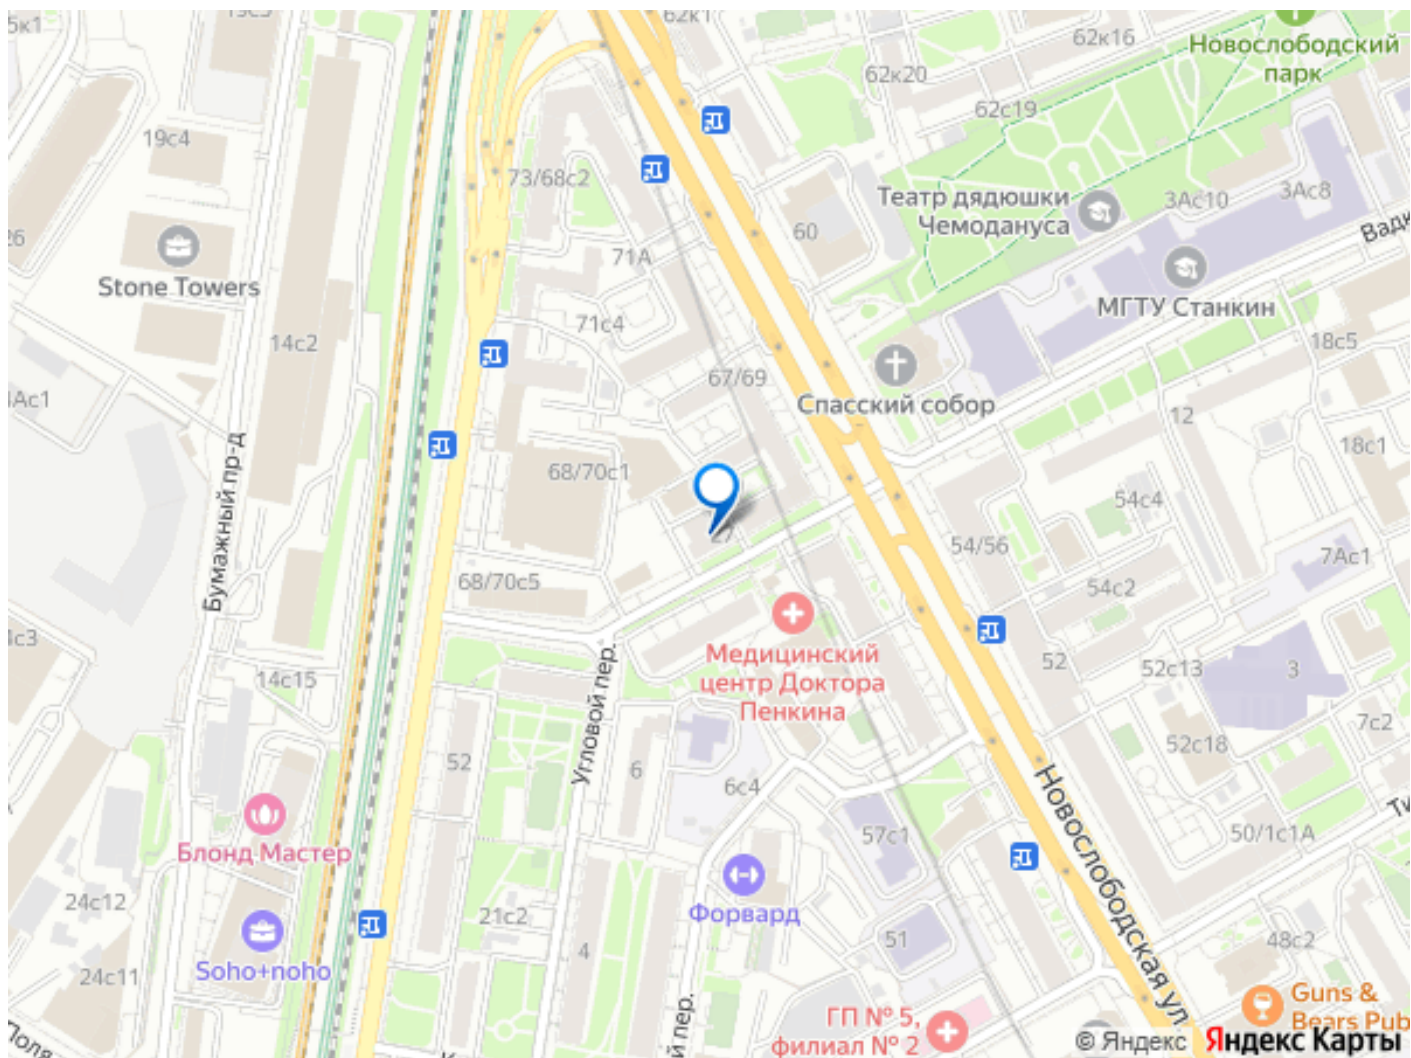 5к1
19с3
62к1
62к16
Новослободский
парк
62к20
62с19
19с4
73/68с2
Театр дядюшки
Чемодануса
3Ас10
3Ас8
60
26
71А
Stone Towers
МГТУ Станкин
71с4
14с2
18с5
67/69
Спасский собор
12
18с1
Бумажный пр-д
68/70с1
54с4
27
54/56
7Ас1
68/70с5
54с2
Медицинский
центр Доктора
Пенкина
52
52с13
3
14с15
Угловой пер.
7с2
52с18
52
6
6с4
57с1
50/1с1А
Блонд Мастер
Новослободская ул.
24с12
21с2
Форвард
Soho+noho
4
51
48с2
24с11
Guns &
Bears Pub
ГП № 5,
филиал № 2
© Яндекс Яндекс Карты